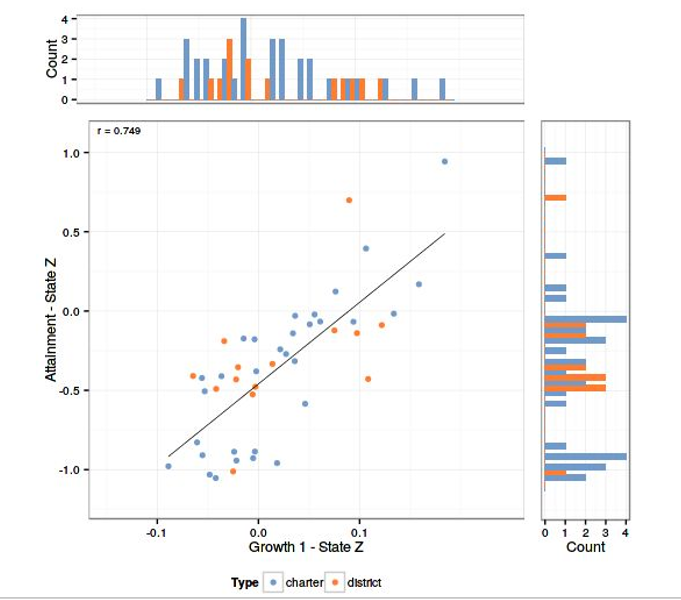 4
3
2
1
0
Count
r = 0.749
1.0
0.5
0.0
-0.5
-1.0
Attainment - State Z
-0.1 0.0 0.1
Growth 1 - State Z
0 1 2 3 4
Count
Type charter district